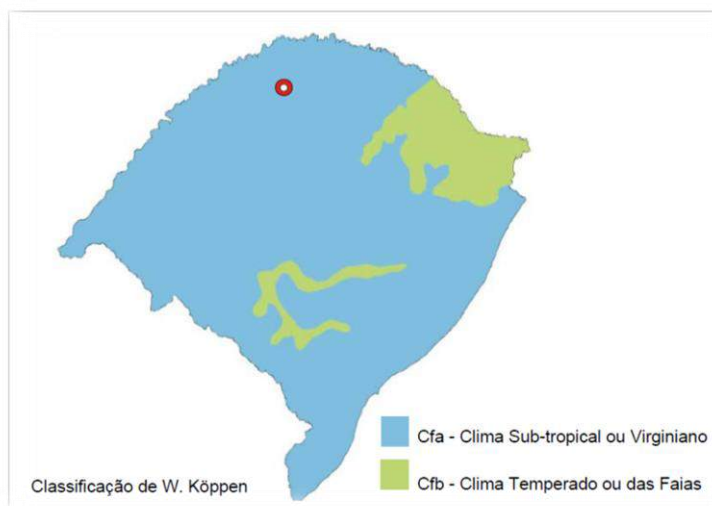 Cfa - Clima Sub-tropical ou Virginiano
Cfb - Clima Temperado ou das Faias
Classificação de W. Köppen